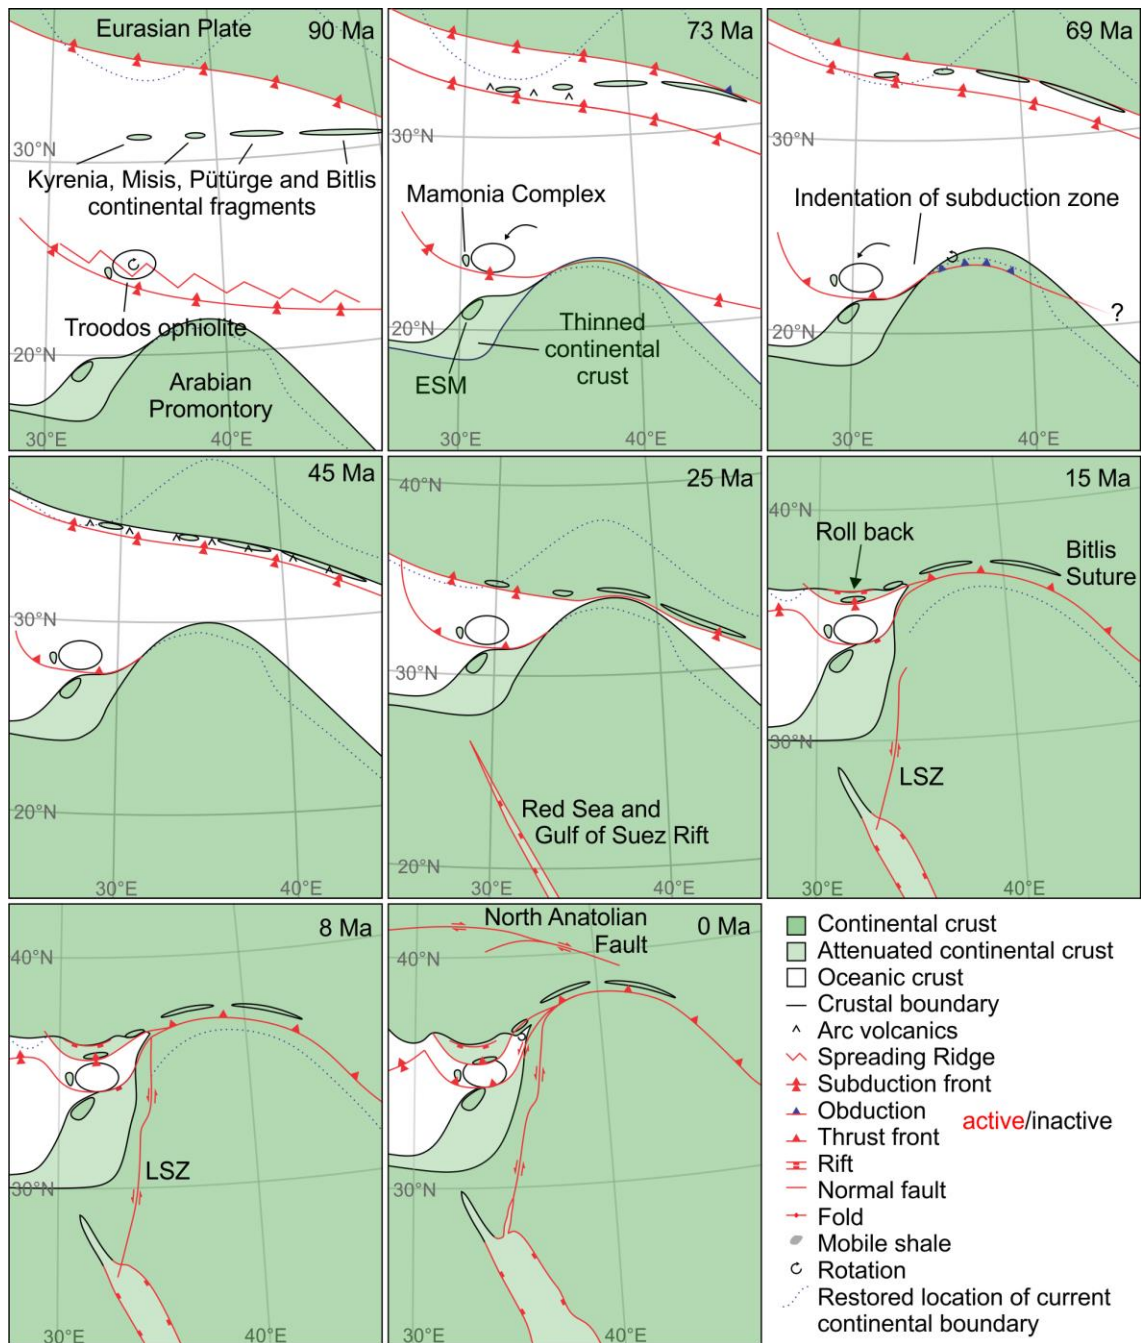 Eurasian Plate
90 Ma
30°N
Kyrenia, Misis, Pütürge and Bitlis
continental fragments
Troodos ophiolite
20°N
Arabian
Promontory
30°E
40°E
73 Ma
30°N
Mamonia Complex
Thinned
continental
crust
20°N
ESM
30°E
40°E
69 Ma
30°N
Indentation of subduction zone
?
20°N
30°E
40°E
45 Ma
30°N
20°N
30°E
40°E
25 Ma
40°N
30°N
Red Sea and
Gulf of Suez Rift
20°N
30°E
40°E
15 Ma
40°N
Roll back
Bitlis
Suture
30°N
LSZ
30°E
40°E
8 Ma
40°N
LSZ
30°N
30°E
40°E
North Anatolian
Fault
0 Ma
40°N
30°N
30°E
40°E
Continental crust
Attenuated continental crust
Oceanic crust
Crustal boundary
Arc volcanics
Spreading Ridge
Subduction front
Obduction
active/inactive
Thrust front
Rift
Normal fault
Fold
Mobile shale
Rotation
Restored location of current
continental boundary